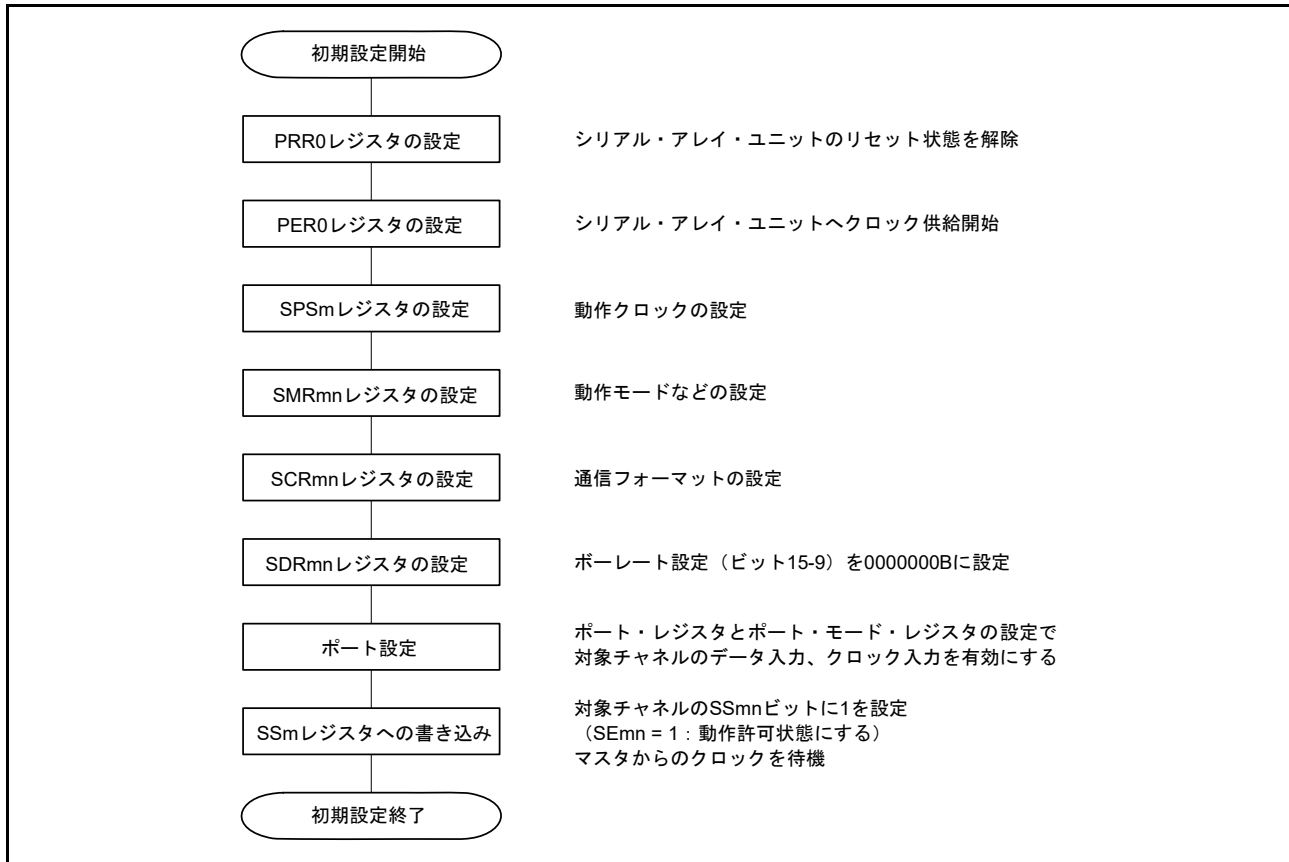 初期設定開始
PRR0レジスタの設定
シリアル・アレイ・ユニットのリセット状態を解除
PER0レジスタの設定
シリアル・アレイ・ユニットへクロック供給開始
SPSmレジスタの設定
動作クロックの設定
SMRmnレジスタの設定
動作モードなどの設定
SCRmnレジスタの設定
通信フォーマットの設定
SDRmnレジスタの設定
ボーレート設定（ビット15-9）を0000000Bに設定
ポート設定
ポート・レジスタとポート・モード・レジスタの設定で
対象チャネルのデータ入力、クロック入力を有効にする
SSmレジスタへの書き込み
対象チャネルのSSmnビットに1を設定
（SEmn = 1：動作許可状態にする）
マスタからのクロックを待機
初期設定終了